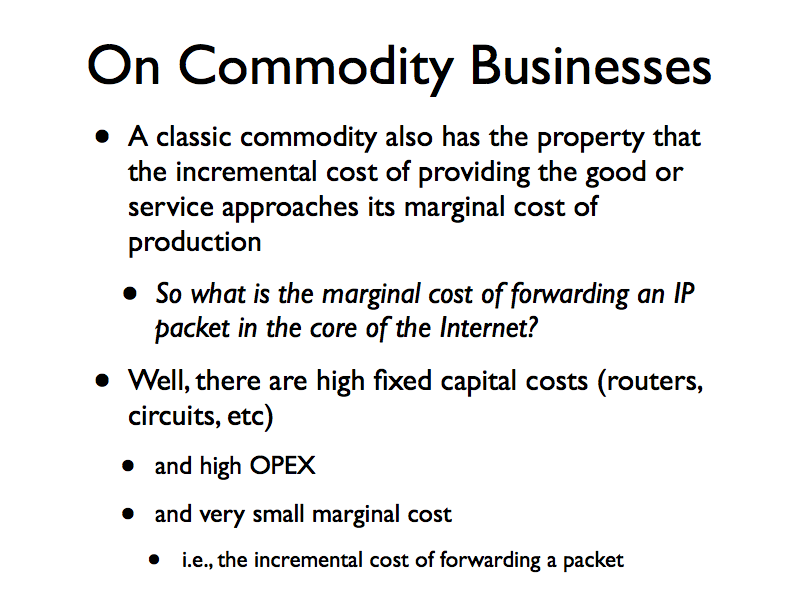 On Commodity Businesses
• A classic commodity also has the property that
the incremental cost of providing the good or
service approaches its marginal cost of
production
• So what is the marginal cost of forwarding an IP
packet in the core of the Internet?
• Well, there are high fixed capital costs (routers,
circuits, etc)
• and high OPEX
• and very small marginal cost
• i.e., the incremental cost of forwarding a packet